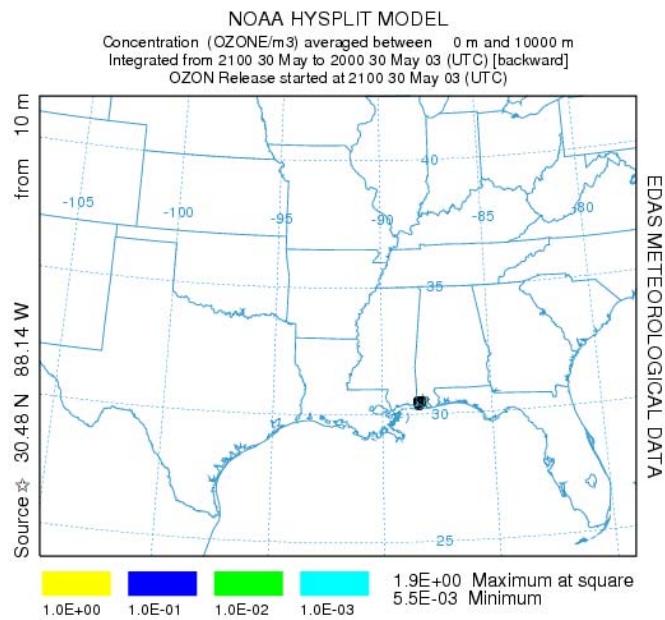 NOAA HYSPLIT MODEL
Concentration (OZONE/m3) averaged between 0 m and 10000 m
Integrated from 2100 30 May to 2000 30 May 03 (UTC) [backward]
OZON Release started at 2100 30 May 03 (UTC)
Source ☆ 30.48 N 88.14 W from 10 m
40
-105
-100
-95
-90
-85
-80
35
30
25
EDAS METEOROLOGICAL DATA
1.0E+00 1.0E-01 1.0E-02 1.0E-03
1.9E+00 Maximum at square
5.5E-03 Minimum